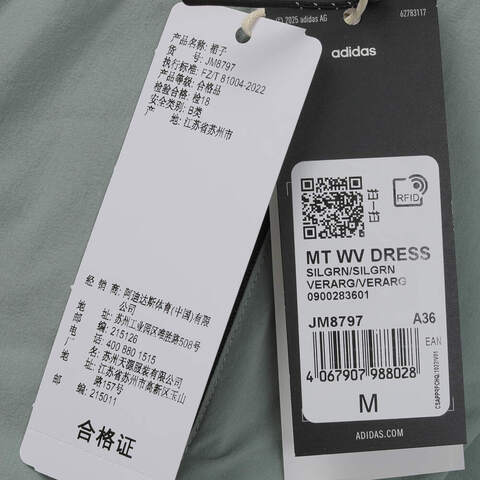 产品名称: 裙子
货 号: JM8797
执行标准: FZ/T 81004-2022
产品等级: 合格品
检验合格: 检18
安全类别: B类
产 地: 江苏省苏州市
经 销 商: 阿迪达斯体育(中国)有限
公司
地 址: 苏州工业园区唯胜路508号
邮 编: 215126
电 话: 400 880 1515
制 造 商: 苏州天源服装有限公司
地 址: 江苏省苏州市高新区玉山
路157号
邮 编: 215011
合格证
© 2025 adidas AG
62783117
adidas
扫一扫
RFID
MT WV DRESS
SILGRN/SILGRN
VERARG/VERARG
0900283601
JM8797 A36
EAN
4 067907 988028
M
ADIDAS.COM